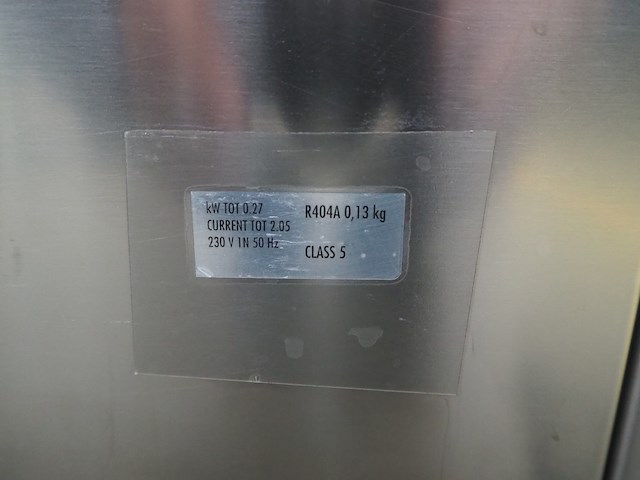 kW TOT 0.27
CURRENT TOT 2.05
230 V 1N 50 Hz
R404A 0,13 kg
CLASS 5